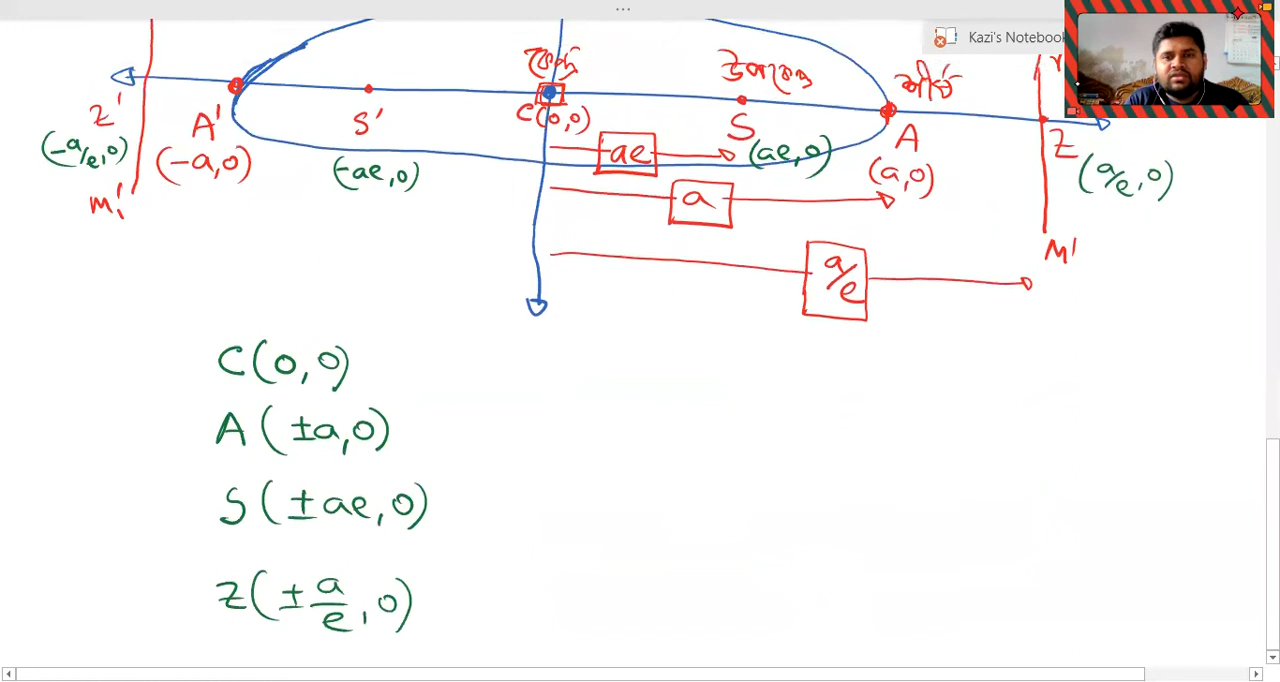 Kazi's Notebook
কেন্দ্র
উপকেন্দ্র
শীর্ষ
Z'
A'
S'
C(0,0)
S
A
Z
(-a/e,0)
(-a,0)
(-ae,0)
ae
(ae,0)
(a,0)
(a/e,0)
M'
a
M'
a/e
C(0,0)
A(±a,0)
S(±ae,0)
Z(±a/e,0)